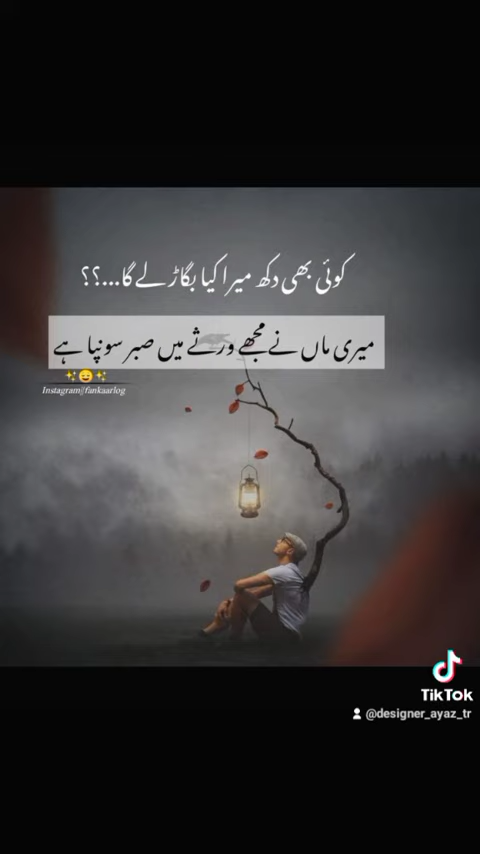 کوئی بھی دکھ میرا کیا بگاڑ لے گا...؟؟
میری ماں نے مجھے ورثے میں صبر سونپا ہے
✨😄✨
Instagram||fankaarlog
TikTok
@designer_ayaz_tr